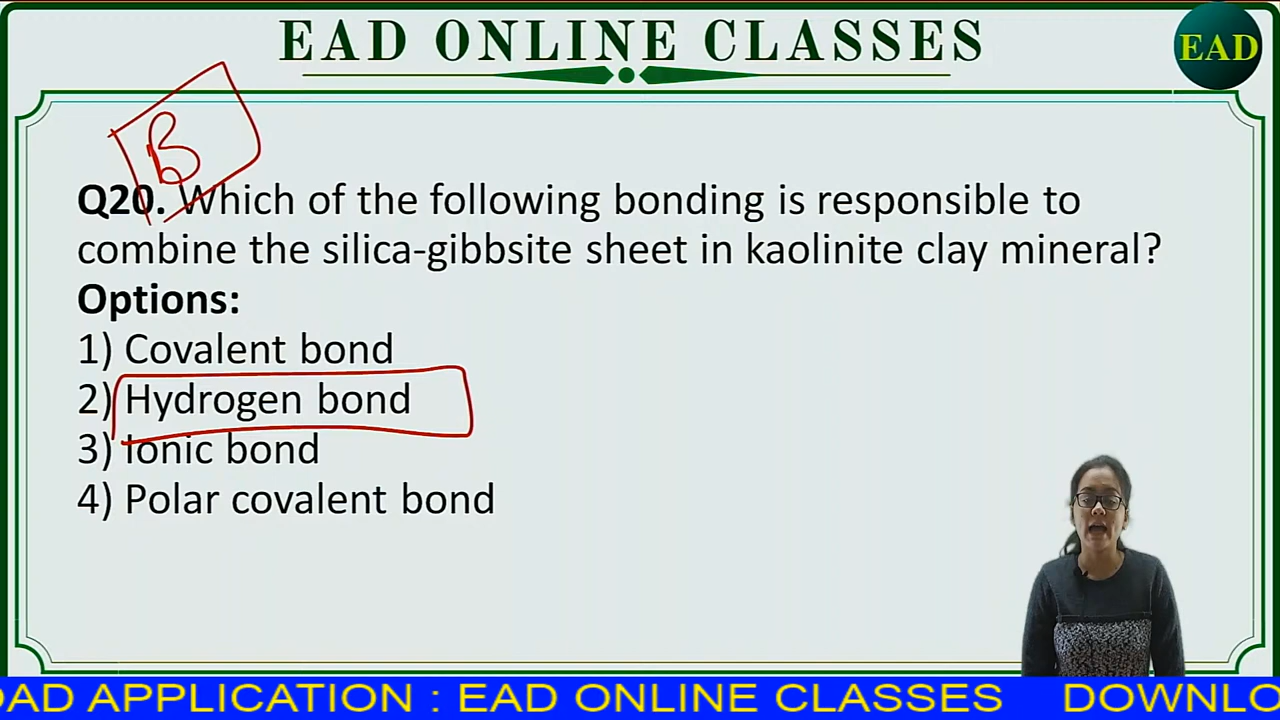 EAD ONLINE CLASSES
EAD
B
Q20. Which of the following bonding is responsible to
combine the silica-gibbsite sheet in kaolinite clay mineral?
Options:
1) Covalent bond
2) Hydrogen bond
3) Ionic bond
4) Polar covalent bond
OAD APPLICATION : EAD ONLINE CLASSES DOWNLO